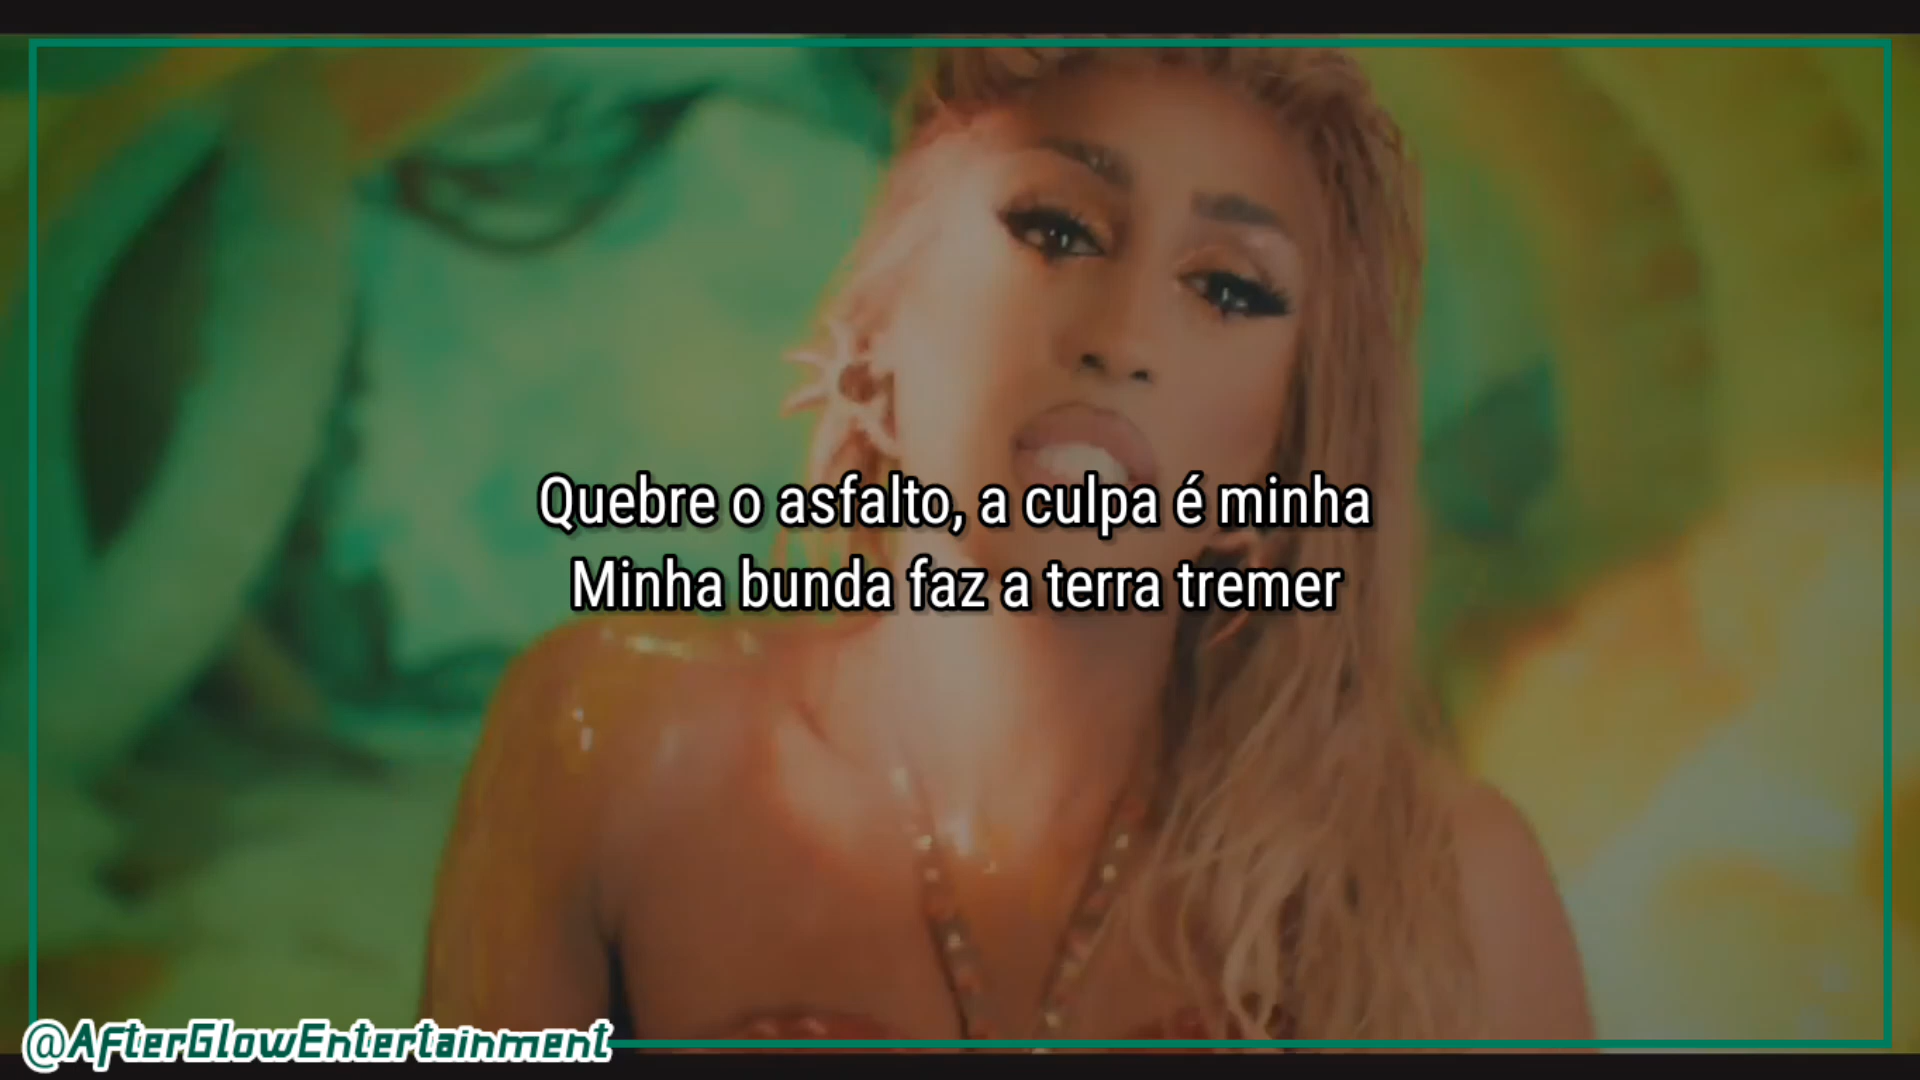 Quebre o asfalto, a culpa é minha
Minha bunda faz a terra tremer
@AfterGlowEntertainment